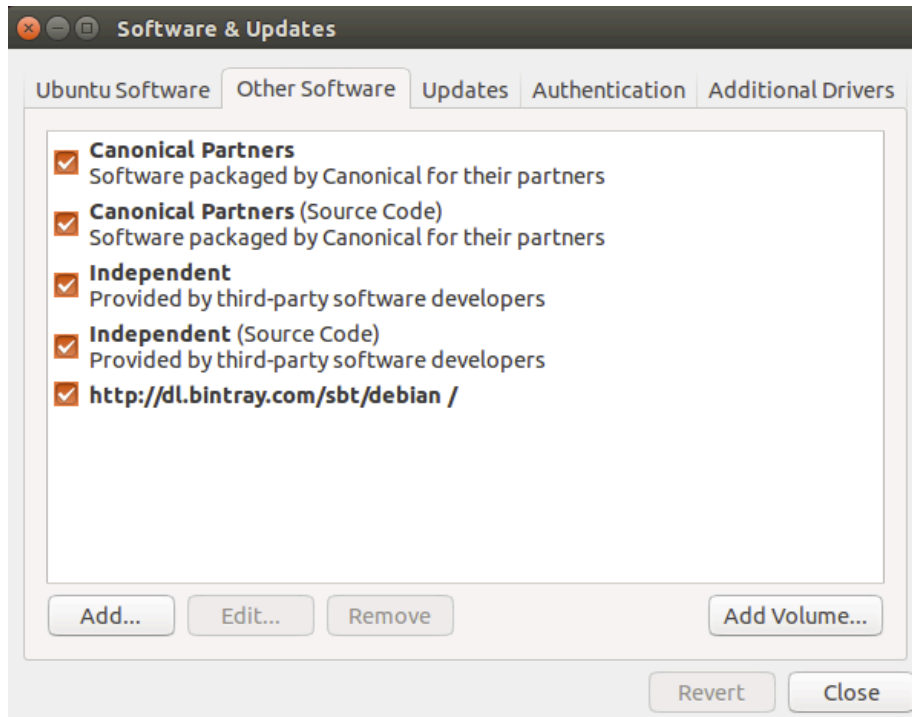 Software & Updates
Ubuntu Software Other Software Updates Authentication Additional Drivers
Canonical Partners
Software packaged by Canonical for their partners
Canonical Partners (Source Code)
Software packaged by Canonical for their partners
Independent
Provided by third-party software developers
Independent (Source Code)
Provided by third-party software developers
http://dl.bintray.com/sbt/debian /
Add... Edit... Remove Add Volume...
Revert Close